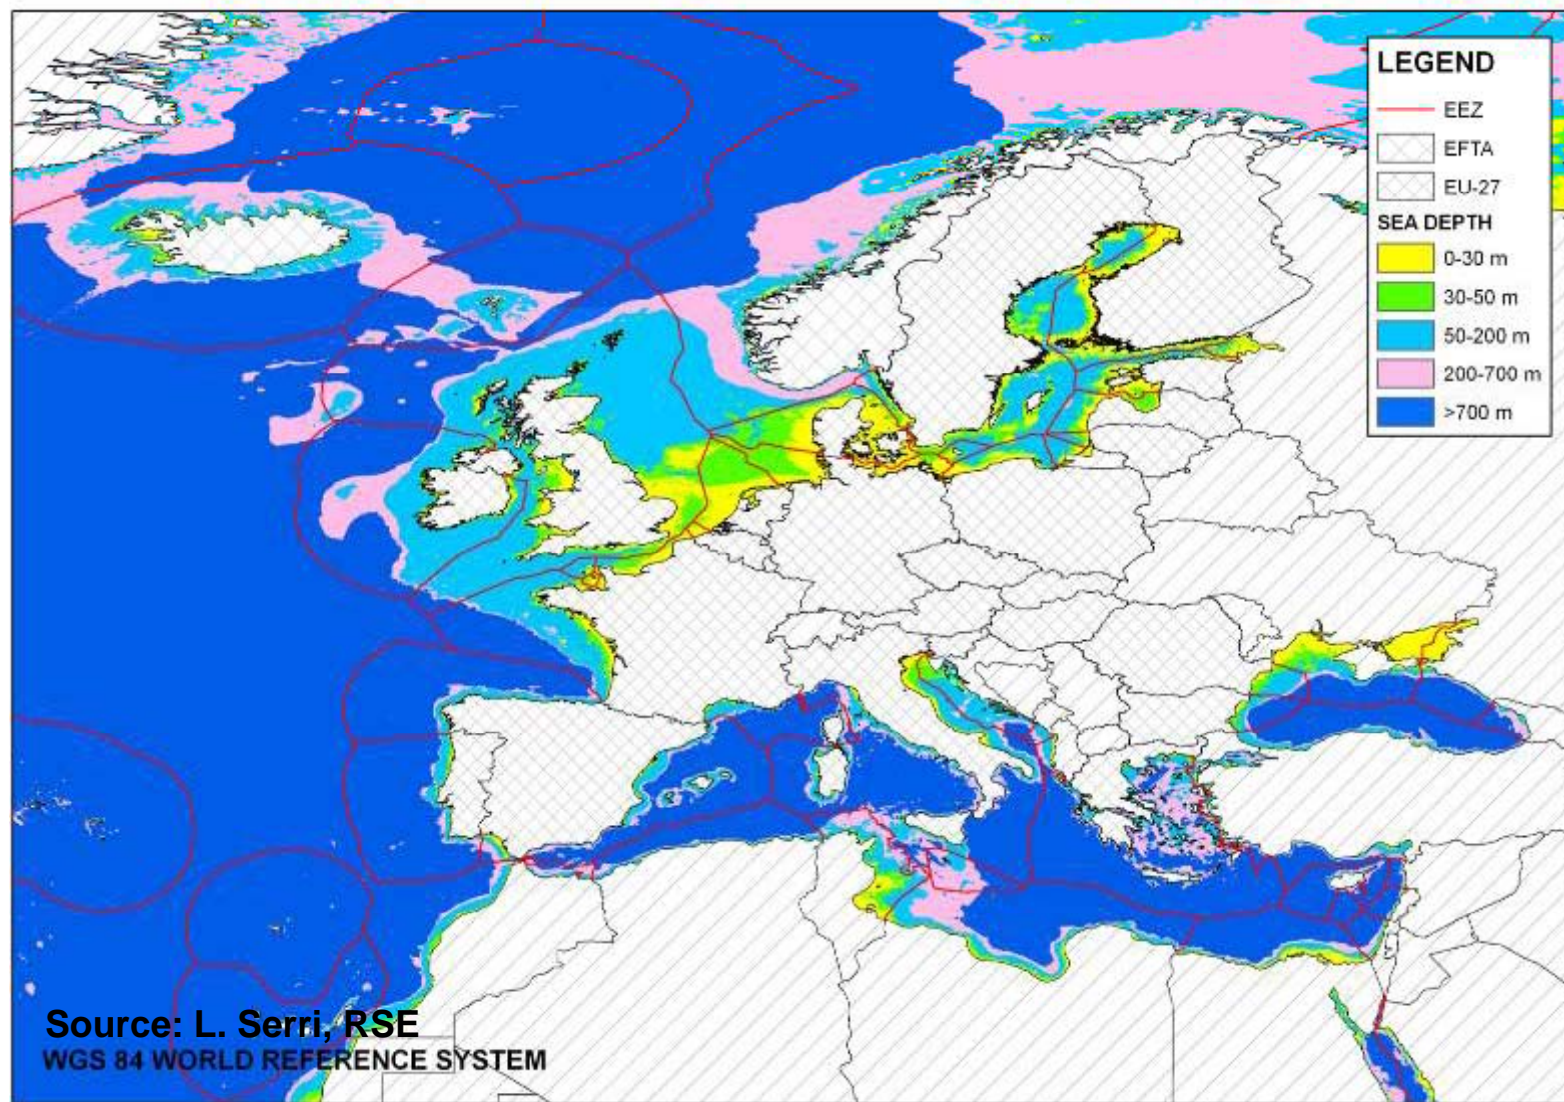 LEGEND
EEZ
EFTA
EU-27
SEA DEPTH
0-30 m
30-50 m
50-200 m
200-700 m
>700 m
Source: L. Serri, RSE
WGS 84 WORLD REFERENCE SYSTEM